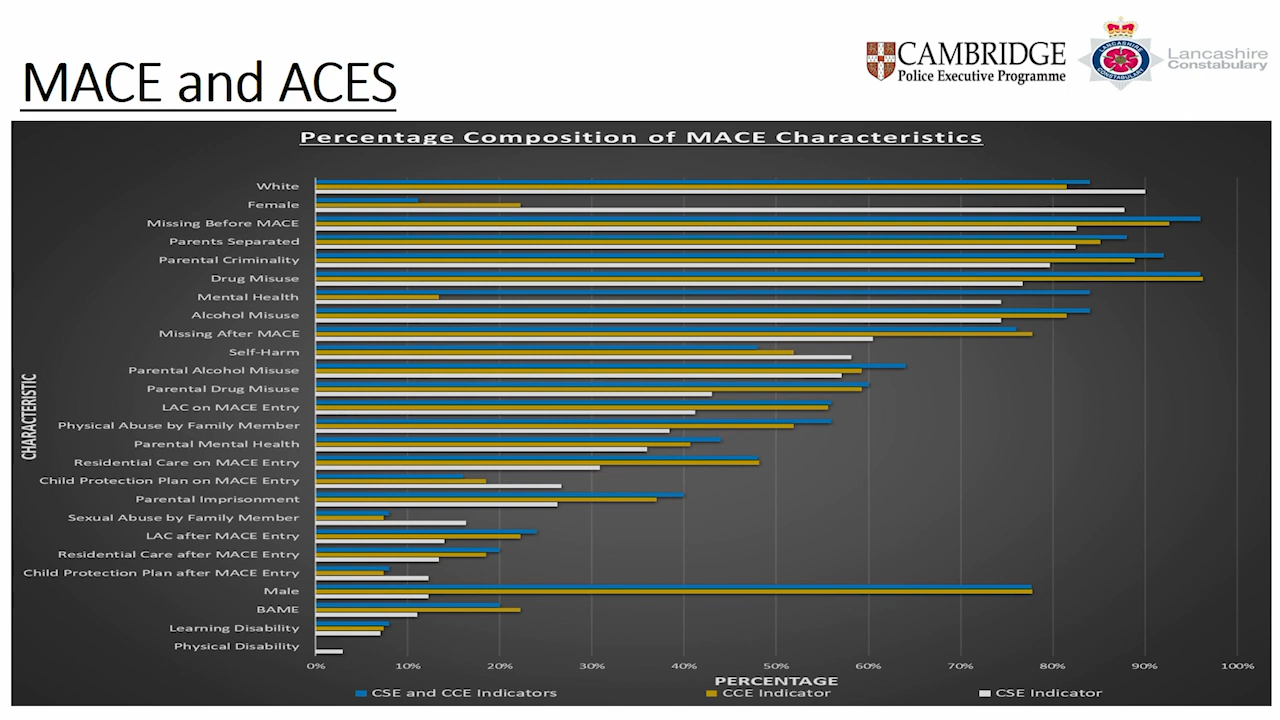 MACE and ACES
CAMBRIDGE
Police Executive Programme
LANCASHIRE
CONSTABULARY
Lancashire
Constabulary
Percentage Composition of MACE Characteristics
CHARACTERISTIC
White
Female
Missing Before MACE
Parents Separated
Parental Criminality
Drug Misuse
Mental Health
Alcohol Misuse
Missing After MACE
Self-Harm
Parental Alcohol Misuse
Parental Drug Misuse
LAC on MACE Entry
Physical Abuse by Family Member
Parental Mental Health
Residential Care on MACE Entry
Child Protection Plan on MACE Entry
Parental Imprisonment
Sexual Abuse by Family Member
LAC after MACE Entry
Residential Care after MACE Entry
Child Protection Plan after MACE Entry
Male
BAME
Learning Disability
Physical Disability
0% 10% 20% 30% 40% 50% 60% 70% 80% 90% 100%
PERCENTAGE
CSE and CCE Indicators CCE Indicator CSE Indicator